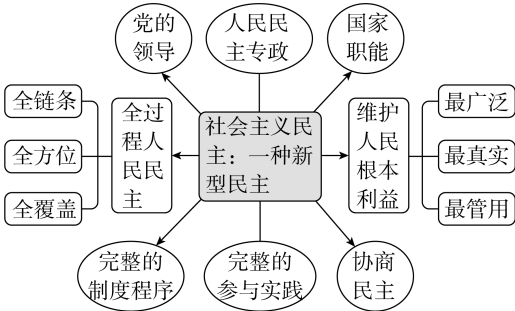 党的
领导
人民民
主专政
国家
职能
全链条
全方位
全覆盖
全过
程人
民民
主
社会主义民
主：一种新
型民主
维护
人民
根本
利益
最广泛
最真实
最管用
完整的
制度程序
完整的
参与实践
协商
民主